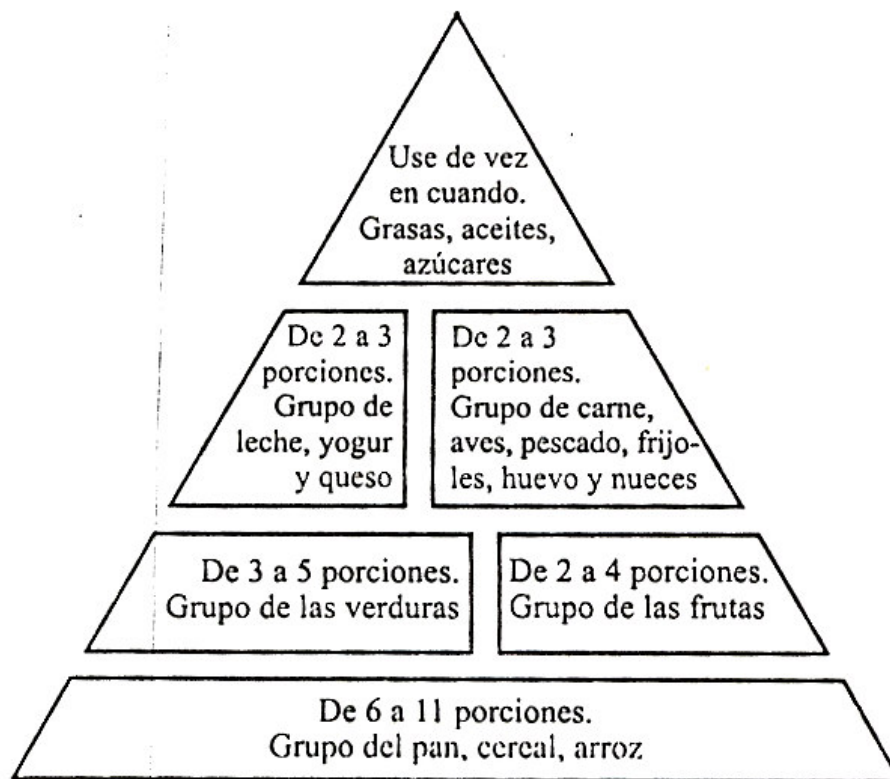 Use de vez
en cuando.
Grasas, aceites,
azúcares
De 2 a 3
porciones.
Grupo de
leche, yogur
y queso
De 2 a 3
porciones.
Grupo de carne,
aves, pescado, frijo-
les, huevo y nueces
De 3 a 5 porciones.
Grupo de las verduras
De 2 a 4 porciones.
Grupo de las frutas
De 6 a 11 porciones.
Grupo del pan, cereal, arroz